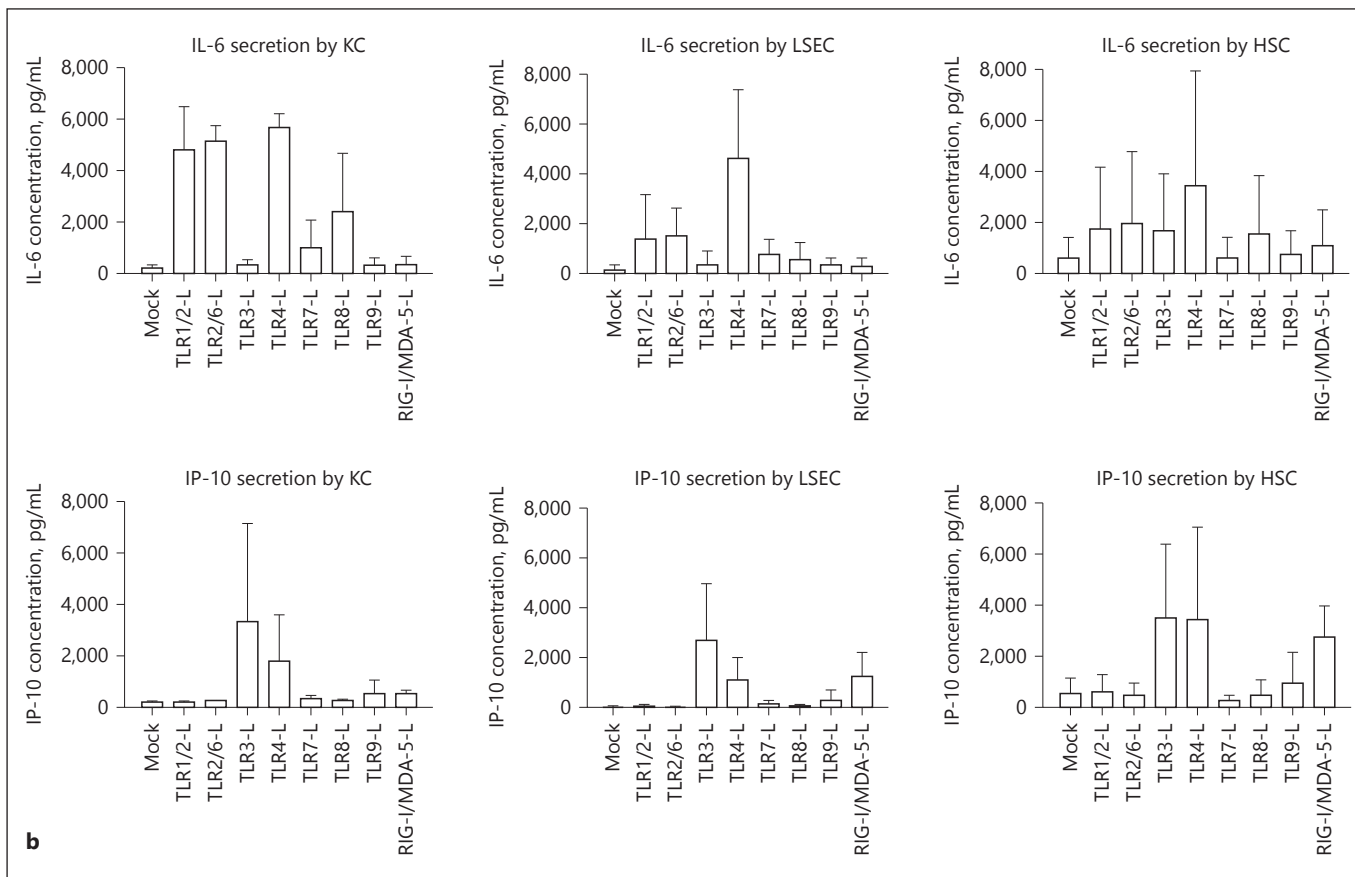 IL-6 secretion by KC
IL-6 concentration, pg/mL
8,000
6,000
4,000
2,000
0
Mock
TLR1/2-L
TLR2/6-L
TLR3-L
TLR4-L
TLR7-L
TLR8-L
TLR9-L
RIG-I/MDA-5-L
IL-6 secretion by LSEC
IL-6 concentration, pg/mL
8,000
6,000
4,000
2,000
0
Mock
TLR1/2-L
TLR2/6-L
TLR3-L
TLR4-L
TLR7-L
TLR8-L
TLR9-L
RIG-I/MDA-5-L
IL-6 secretion by HSC
IL-6 concentration, pg/mL
8,000
6,000
4,000
2,000
0
Mock
TLR1/2-L
TLR2/6-L
TLR3-L
TLR4-L
TLR7-L
TLR8-L
TLR9-L
RIG-I/MDA-5-L
IP-10 secretion by KC
IP-10 concentration, pg/mL
8,000
6,000
4,000
2,000
0
Mock
TLR1/2-L
TLR2/6-L
TLR3-L
TLR4-L
TLR7-L
TLR8-L
TLR9-L
RIG-I/MDA-5-L
IP-10 secretion by LSEC
IP-10 concentration, pg/mL
8,000
6,000
4,000
2,000
0
Mock
TLR1/2-L
TLR2/6-L
TLR3-L
TLR4-L
TLR7-L
TLR8-L
TLR9-L
RIG-I/MDA-5-L
IP-10 secretion by HSC
IP-10 concentration, pg/mL
8,000
6,000
4,000
2,000
0
Mock
TLR1/2-L
TLR2/6-L
TLR3-L
TLR4-L
TLR7-L
TLR8-L
TLR9-L
RIG-I/MDA-5-L
b